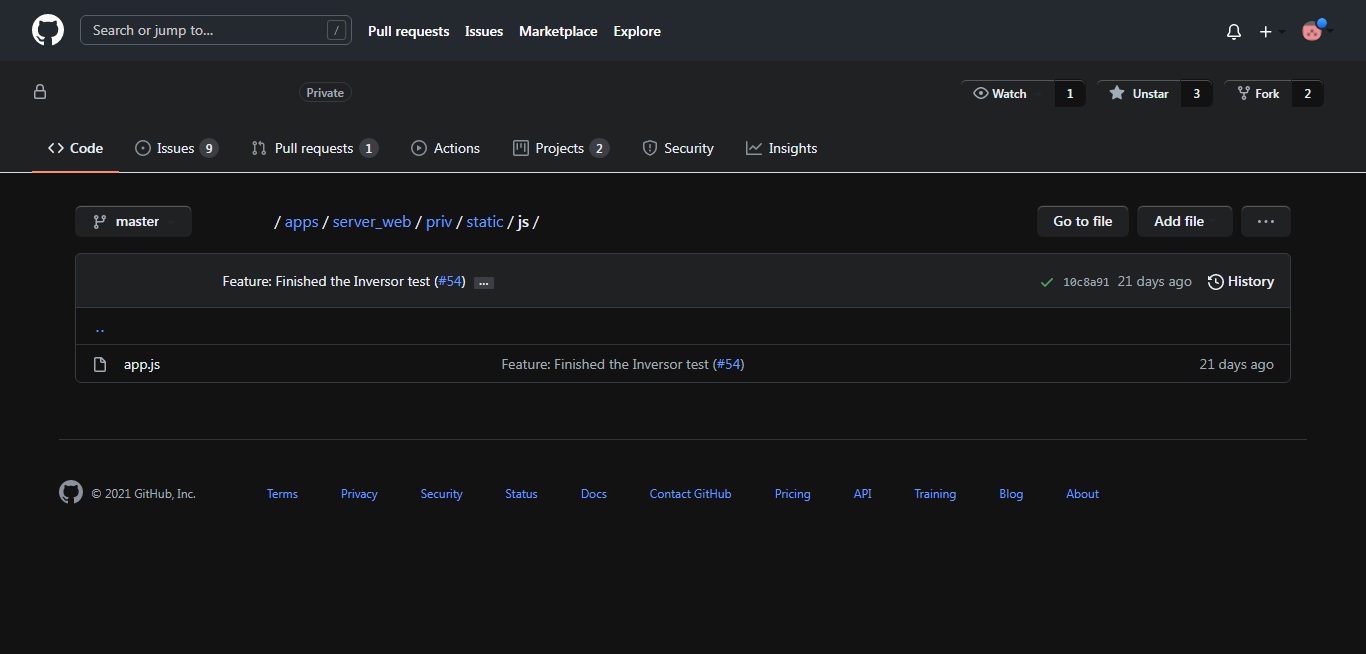 Search or jump to... / Pull requests Issues Marketplace Explore
Private Watch 1 Unstar 3 Fork 2
Code Issues 9 Pull requests 1 Actions Projects 2 Security Insights
master / apps / server_web / priv / static / js / Go to file Add file ...
Feature: Finished the Inversor test (#54) ... 10c8a91 21 days ago History
..
app.js Feature: Finished the Inversor test (#54) 21 days ago
© 2021 GitHub, Inc. Terms Privacy Security Status Docs Contact GitHub Pricing API Training Blog About